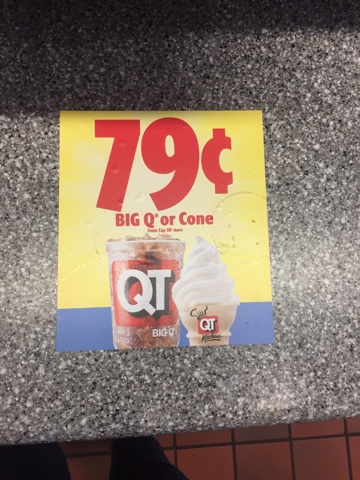 79¢
BIG Q® or Cone
Foam Cup 10¢ more
QT
BIG Q
QT
Kitchens